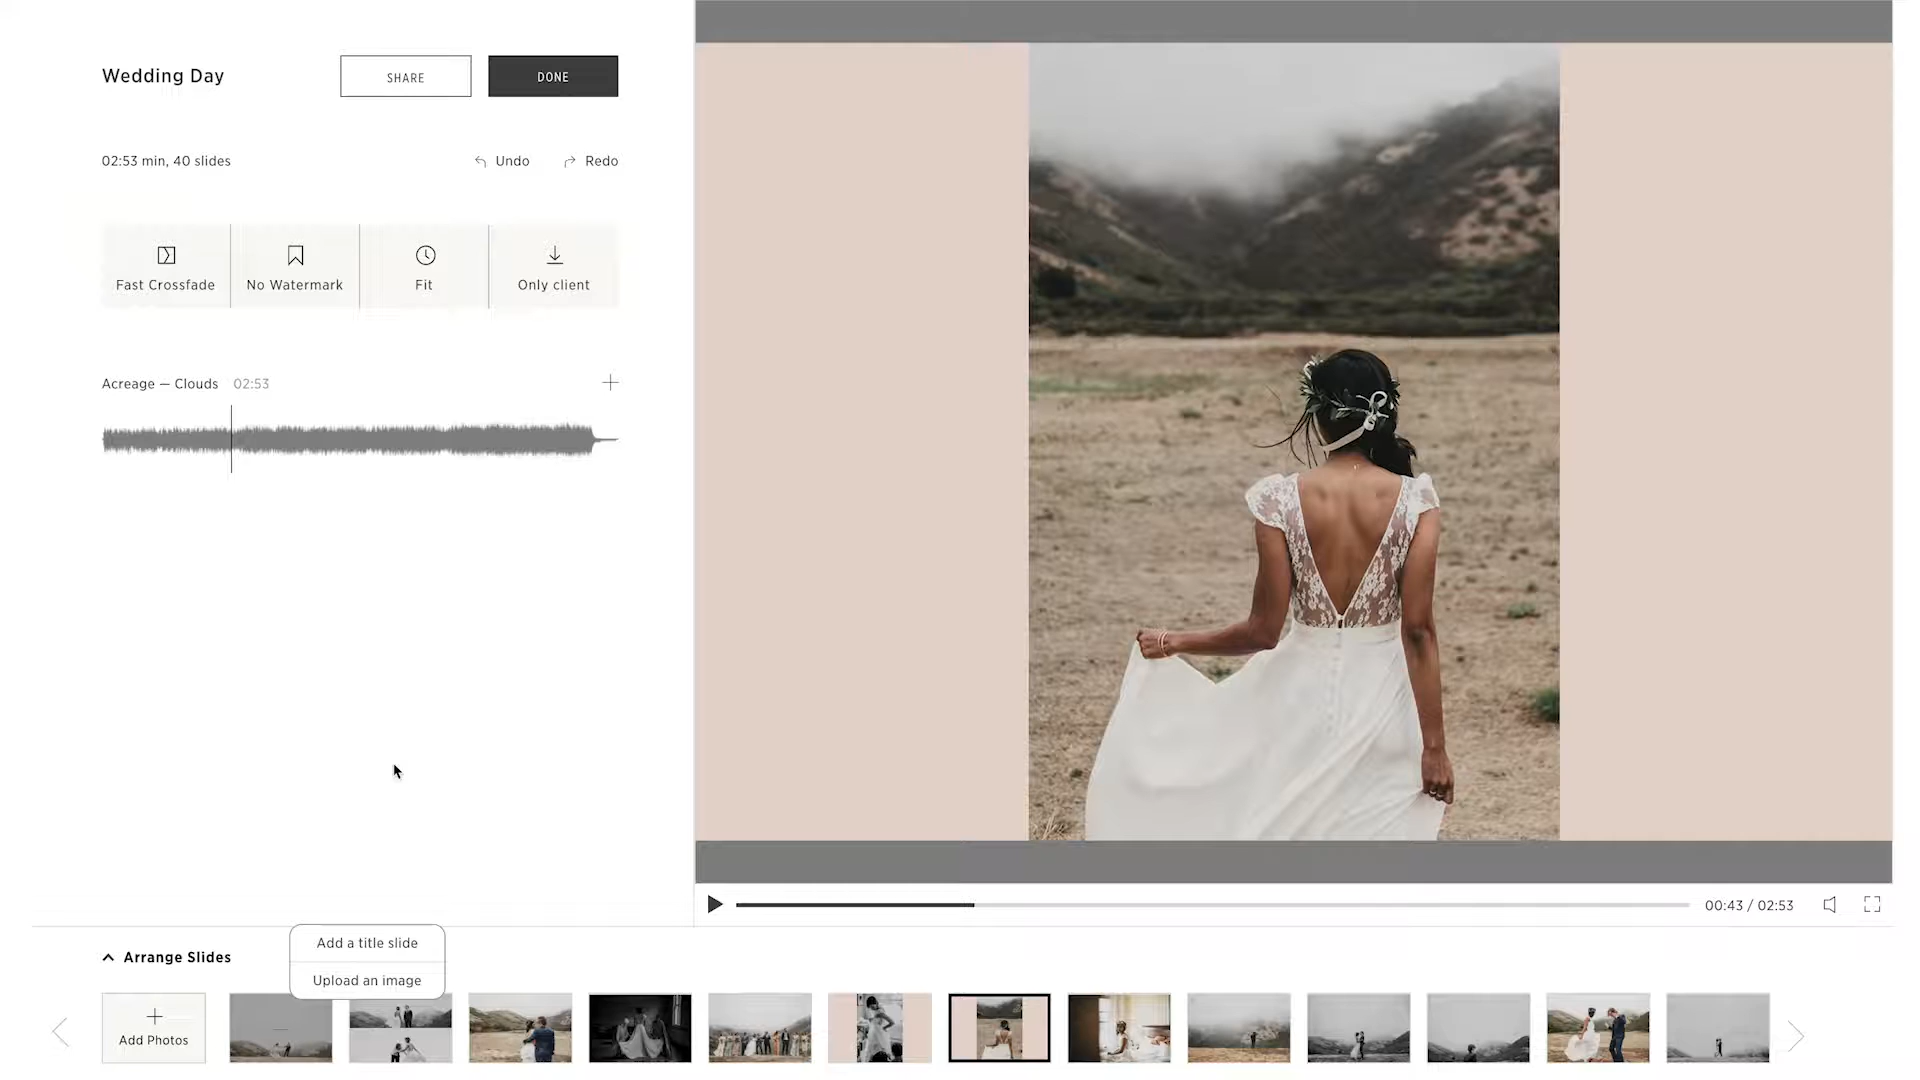 Wedding Day
SHARE
DONE
02:53 min, 40 slides
Undo
Redo
Fast Crossfade
No Watermark
Fit
Only client
Acreage — Clouds 02:53
00:43 / 02:53
Add a title slide
Arrange Slides
Upload an image
Add Photos